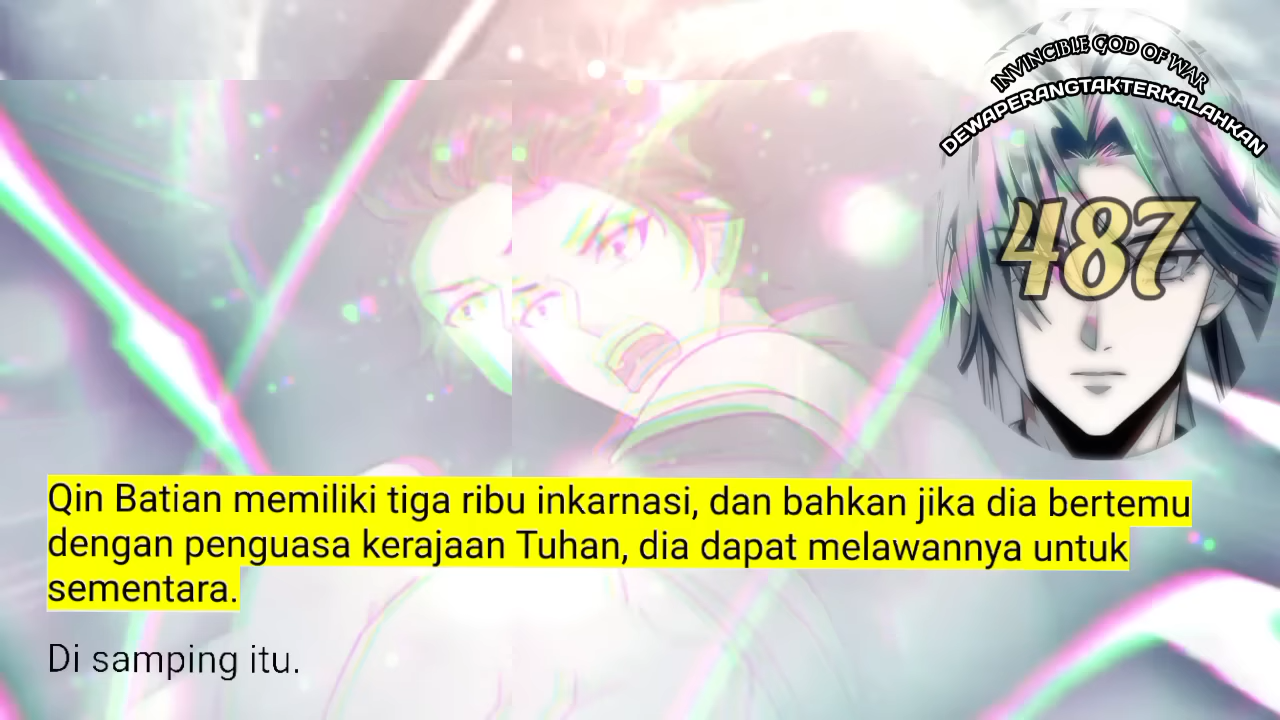 INVINCIBLE GOD OF WAR
DEWAPERANGTAKTERKALAHKAN
487
Qin Batian memiliki tiga ribu inkarnasi, dan bahkan jika dia bertemu
dengan penguasa kerajaan Tuhan, dia dapat melawannya untuk
sementara.
Di samping itu.